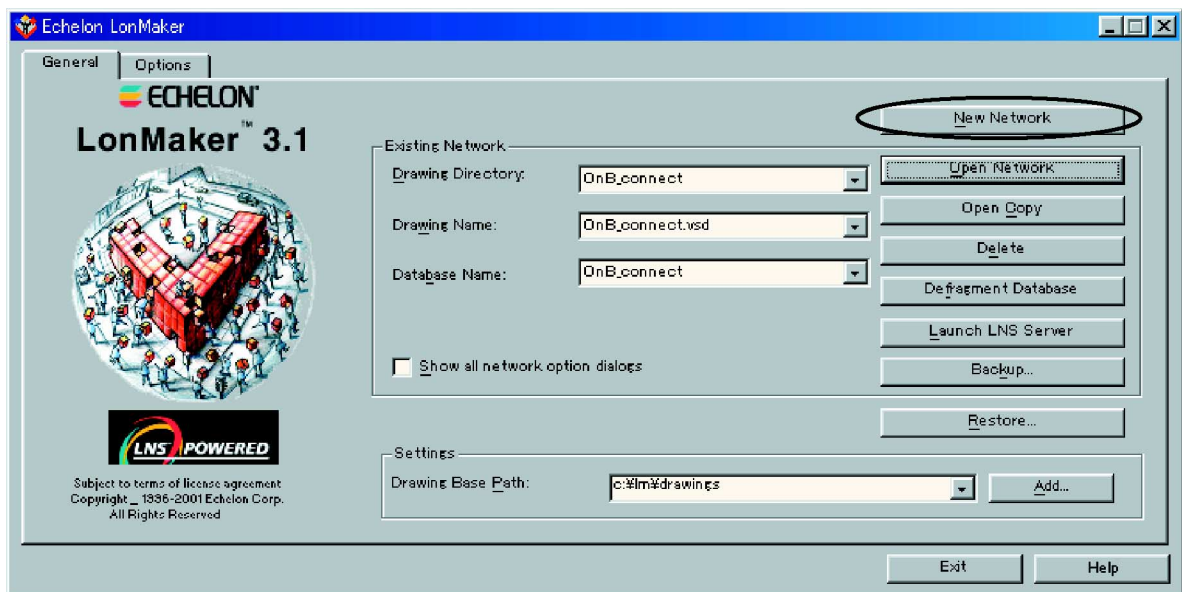 Echelon LonMaker
General
Options
ECHELON
LonMaker™ 3.1
LNS POWERED
Subject to terms of license agreement
Copyright _ 1996-2001 Echelon Corp.
All Rights Reserved
New Network
Existing Network
Drawing Directory:
OnB_connect
Open Network
Drawing Name:
OnB_connect.vsd
Open Copy
Delete
Database Name:
OnB_connect
Defragment Database
Launch LNS Server
Show all network option dialogs
Backup...
Restore...
Settings
Drawing Base Path:
c:¥lm¥drawings
Add...
Exit
Help